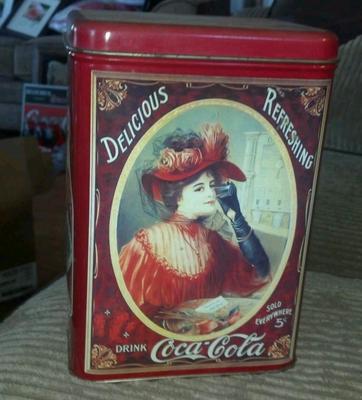 DELICIOUS
REFRESHING
SOLD
EVERYWHERE
5¢
DRINK Coca-Cola